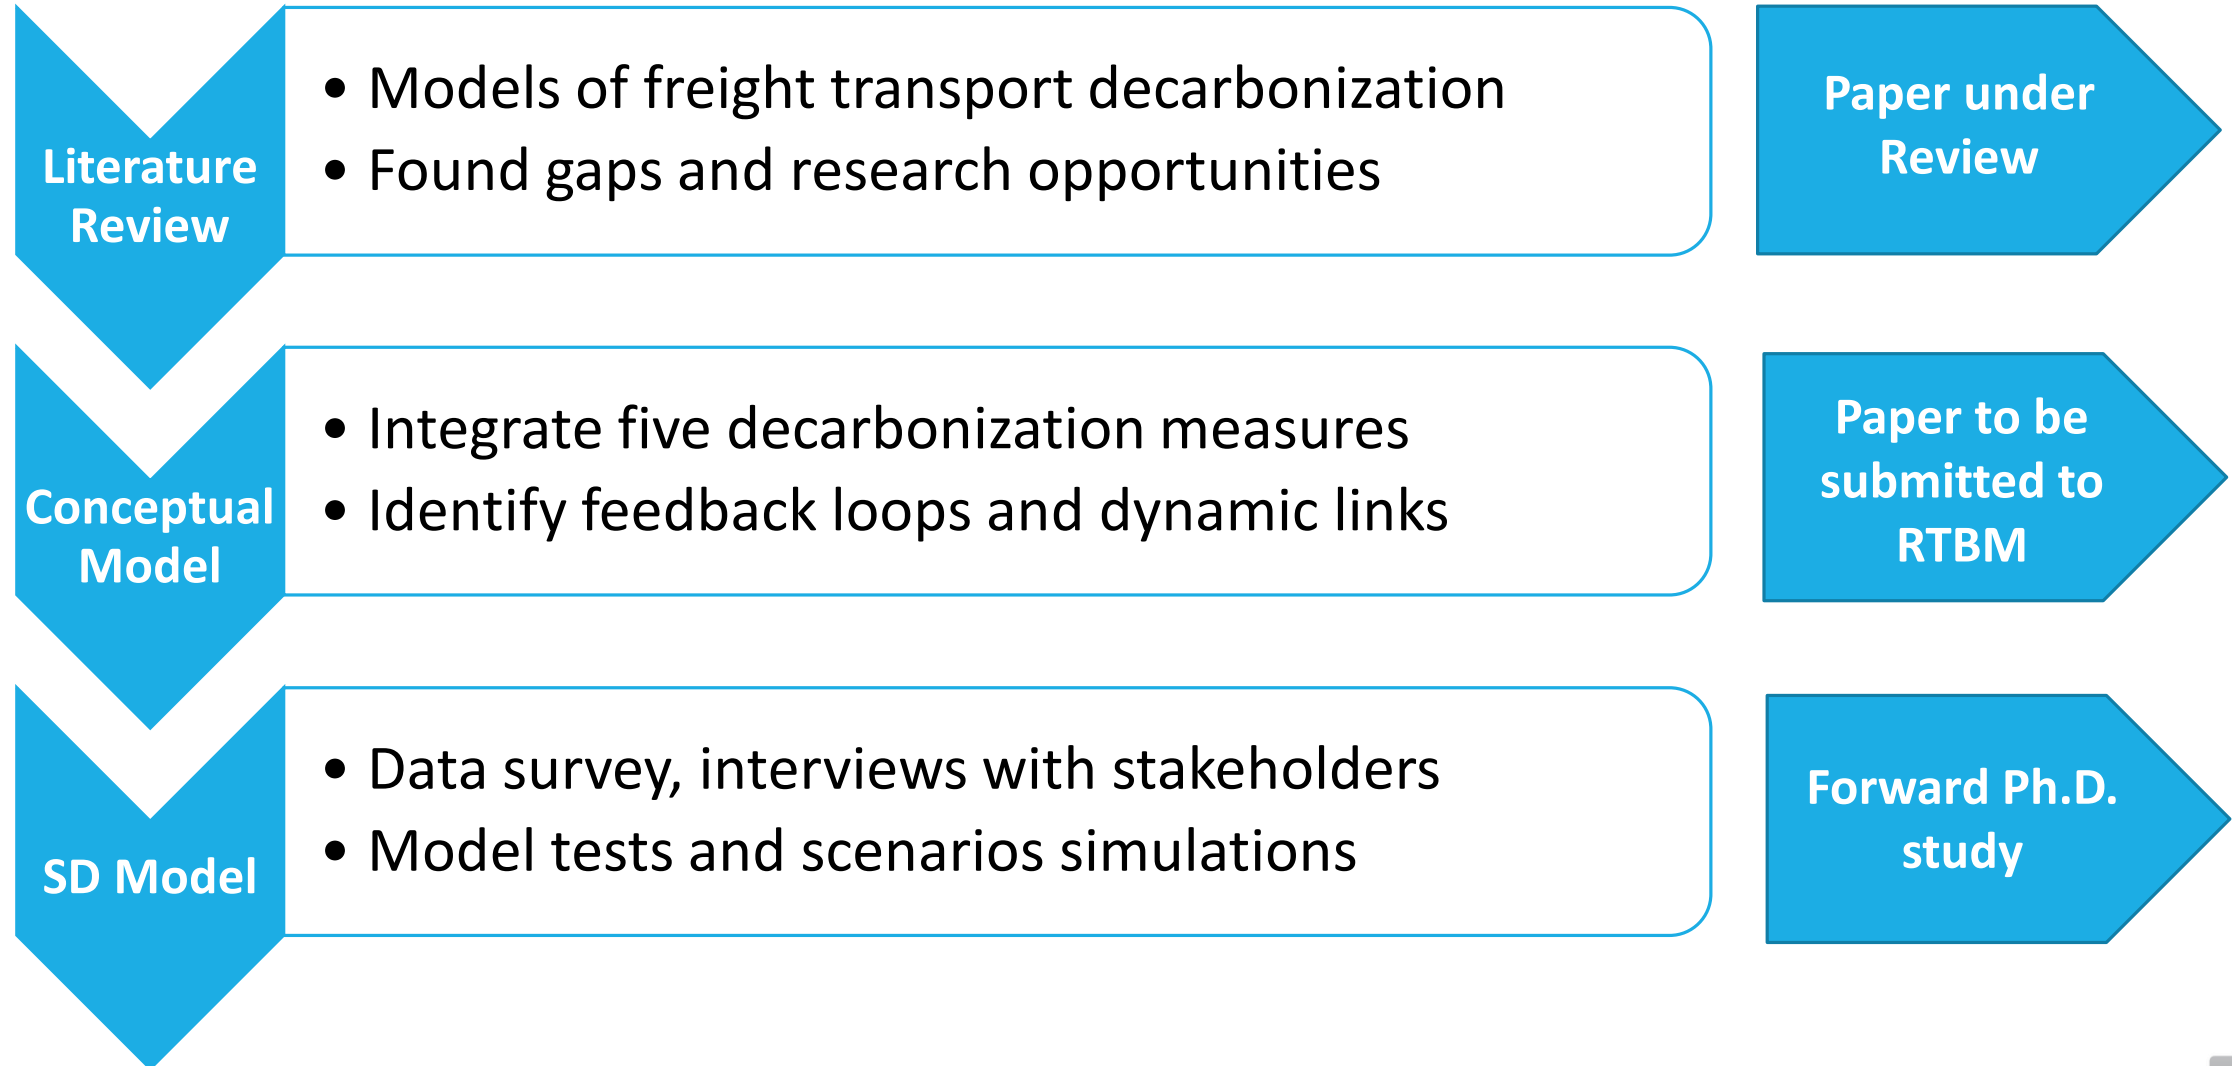 Literature
Review
• Models of freight transport decarbonization
• Found gaps and research opportunities
Paper under
Review
Conceptual
Model
• Integrate five decarbonization measures
• Identify feedback loops and dynamic links
Paper to be
submitted to
RTBM
SD Model
• Data survey, interviews with stakeholders
• Model tests and scenarios simulations
Forward Ph.D.
study